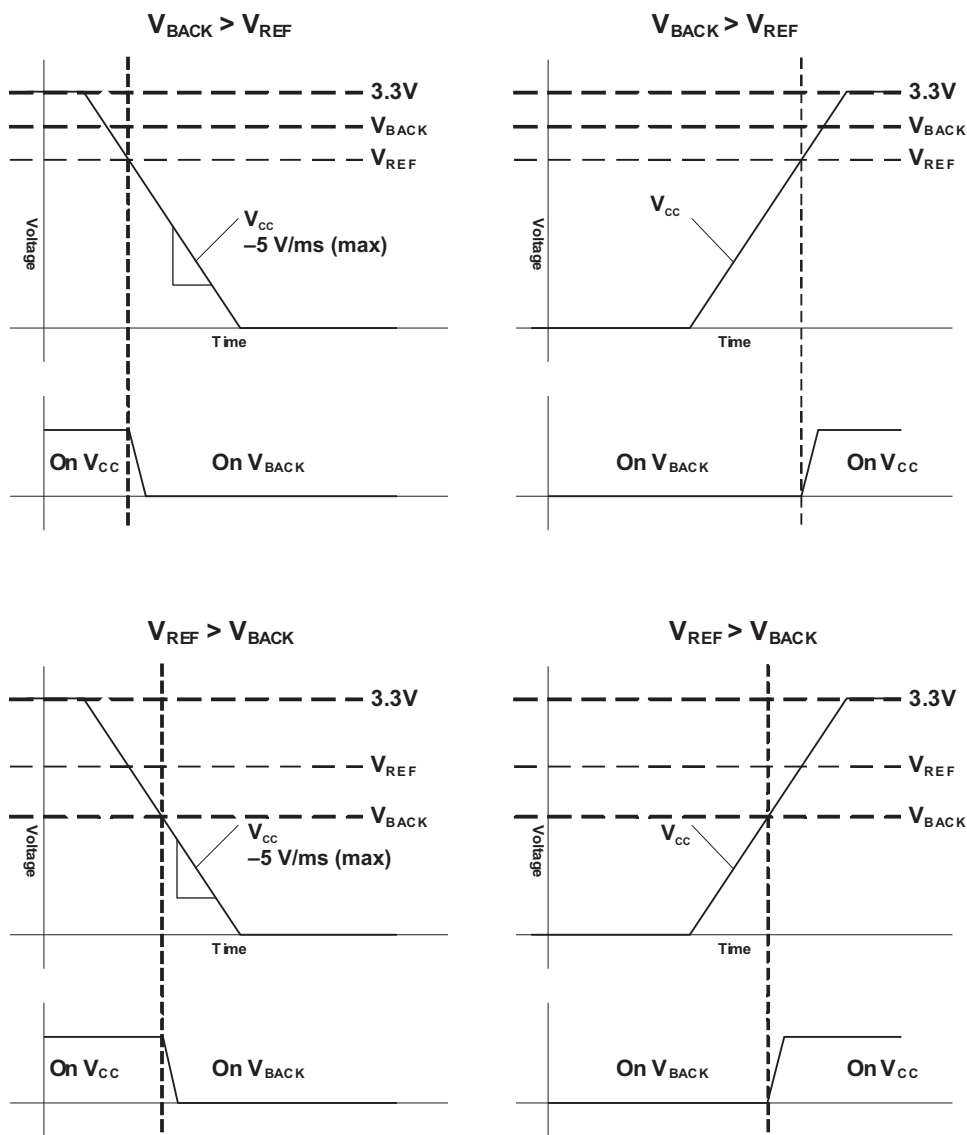 VBACK > VREF
3.3V
VBACK
VREF
Voltage
VCC
–5 V/ms (max)
Time
On VCC
On VBACK
VBACK > VREF
3.3V
VBACK
VREF
Voltage
VCC
Time
On VBACK
On VCC
VREF > VBACK
3.3V
VREF
VBACK
Voltage
VCC
–5 V/ms (max)
Time
On VCC
On VBACK
VREF > VBACK
3.3V
VREF
VBACK
Voltage
VCC
Time
On VBACK
On VCC